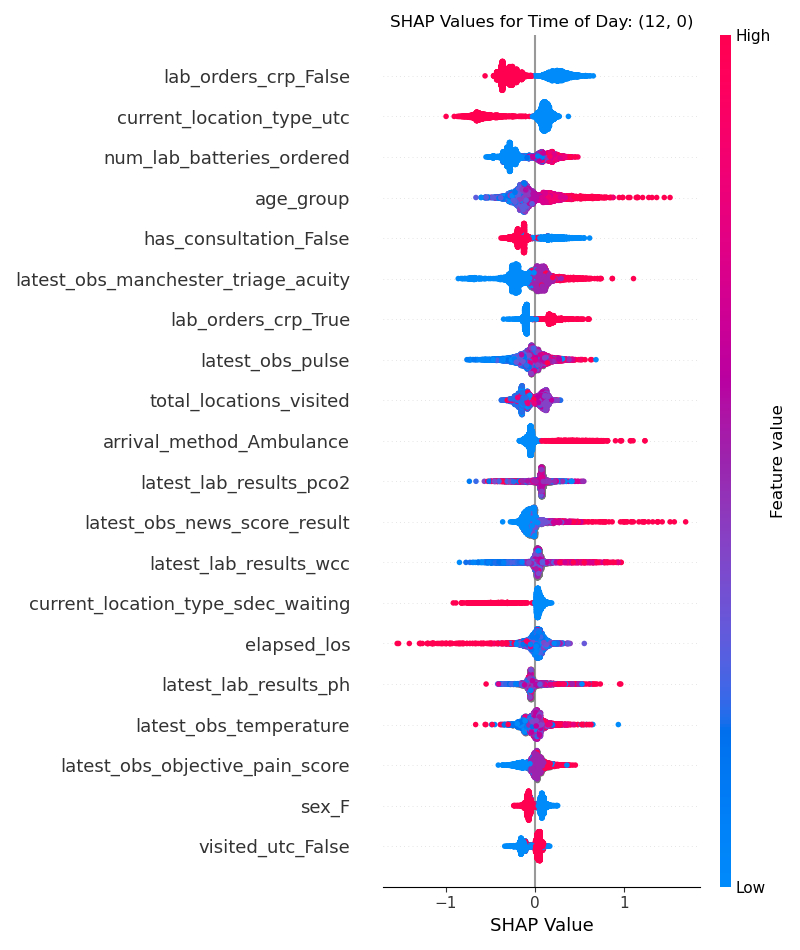 SHAP Values for Time of Day: (12, 0)
High
lab_orders_crp_False
current_location_type_utc
num_lab_batteries_ordered
age_group
has_consultation_False
latest_obs_manchester_triage_acuity
lab_orders_crp_True
latest_obs_pulse
total_locations_visited
arrival_method_Ambulance
latest_lab_results_pco2
latest_obs_news_score_result
latest_lab_results_wcc
current_location_type_sdec_waiting
elapsed_los
latest_lab_results_ph
latest_obs_temperature
latest_obs_objective_pain_score
sex_F
visited_utc_False
Feature value
Low
−1 0 1
SHAP Value